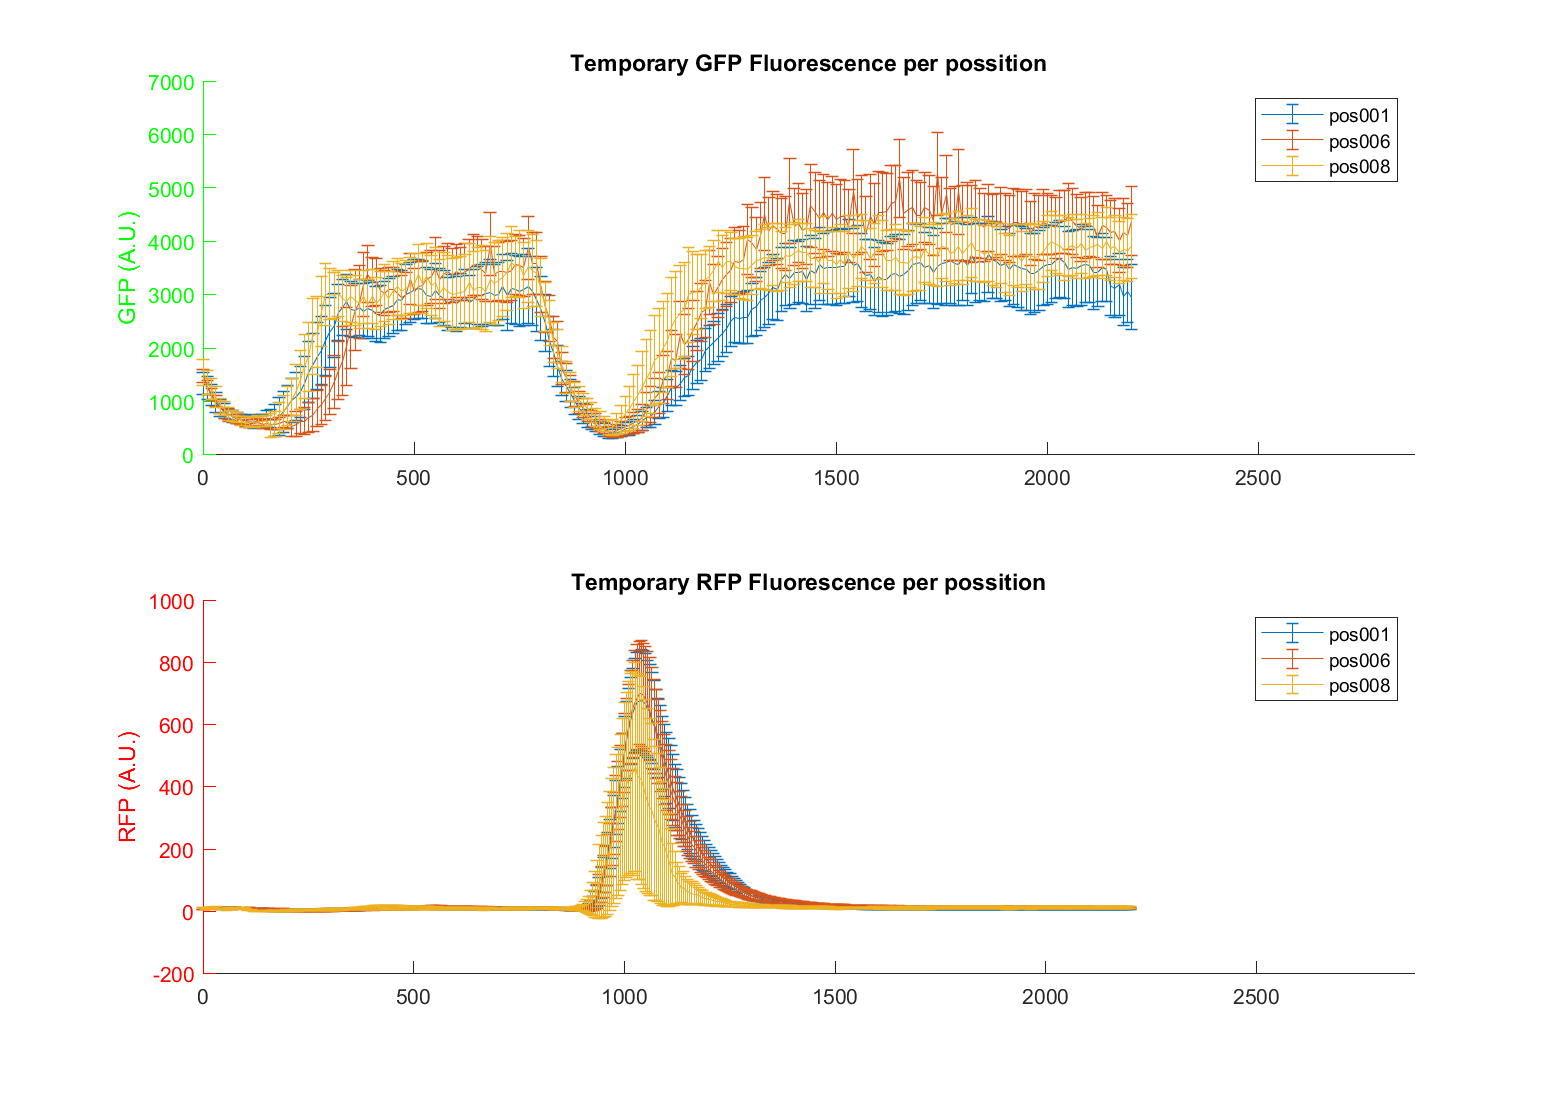 Temporary GFP Fluorescence per possition
7000
6000
5000
4000
3000
2000
1000
0
GFP (A.U.)
0 500 1000 1500 2000 2500
pos001
pos006
pos008
Temporary RFP Fluorescence per possition
1000
800
600
400
200
0
-200
RFP (A.U.)
0 500 1000 1500 2000 2500
pos001
pos006
pos008